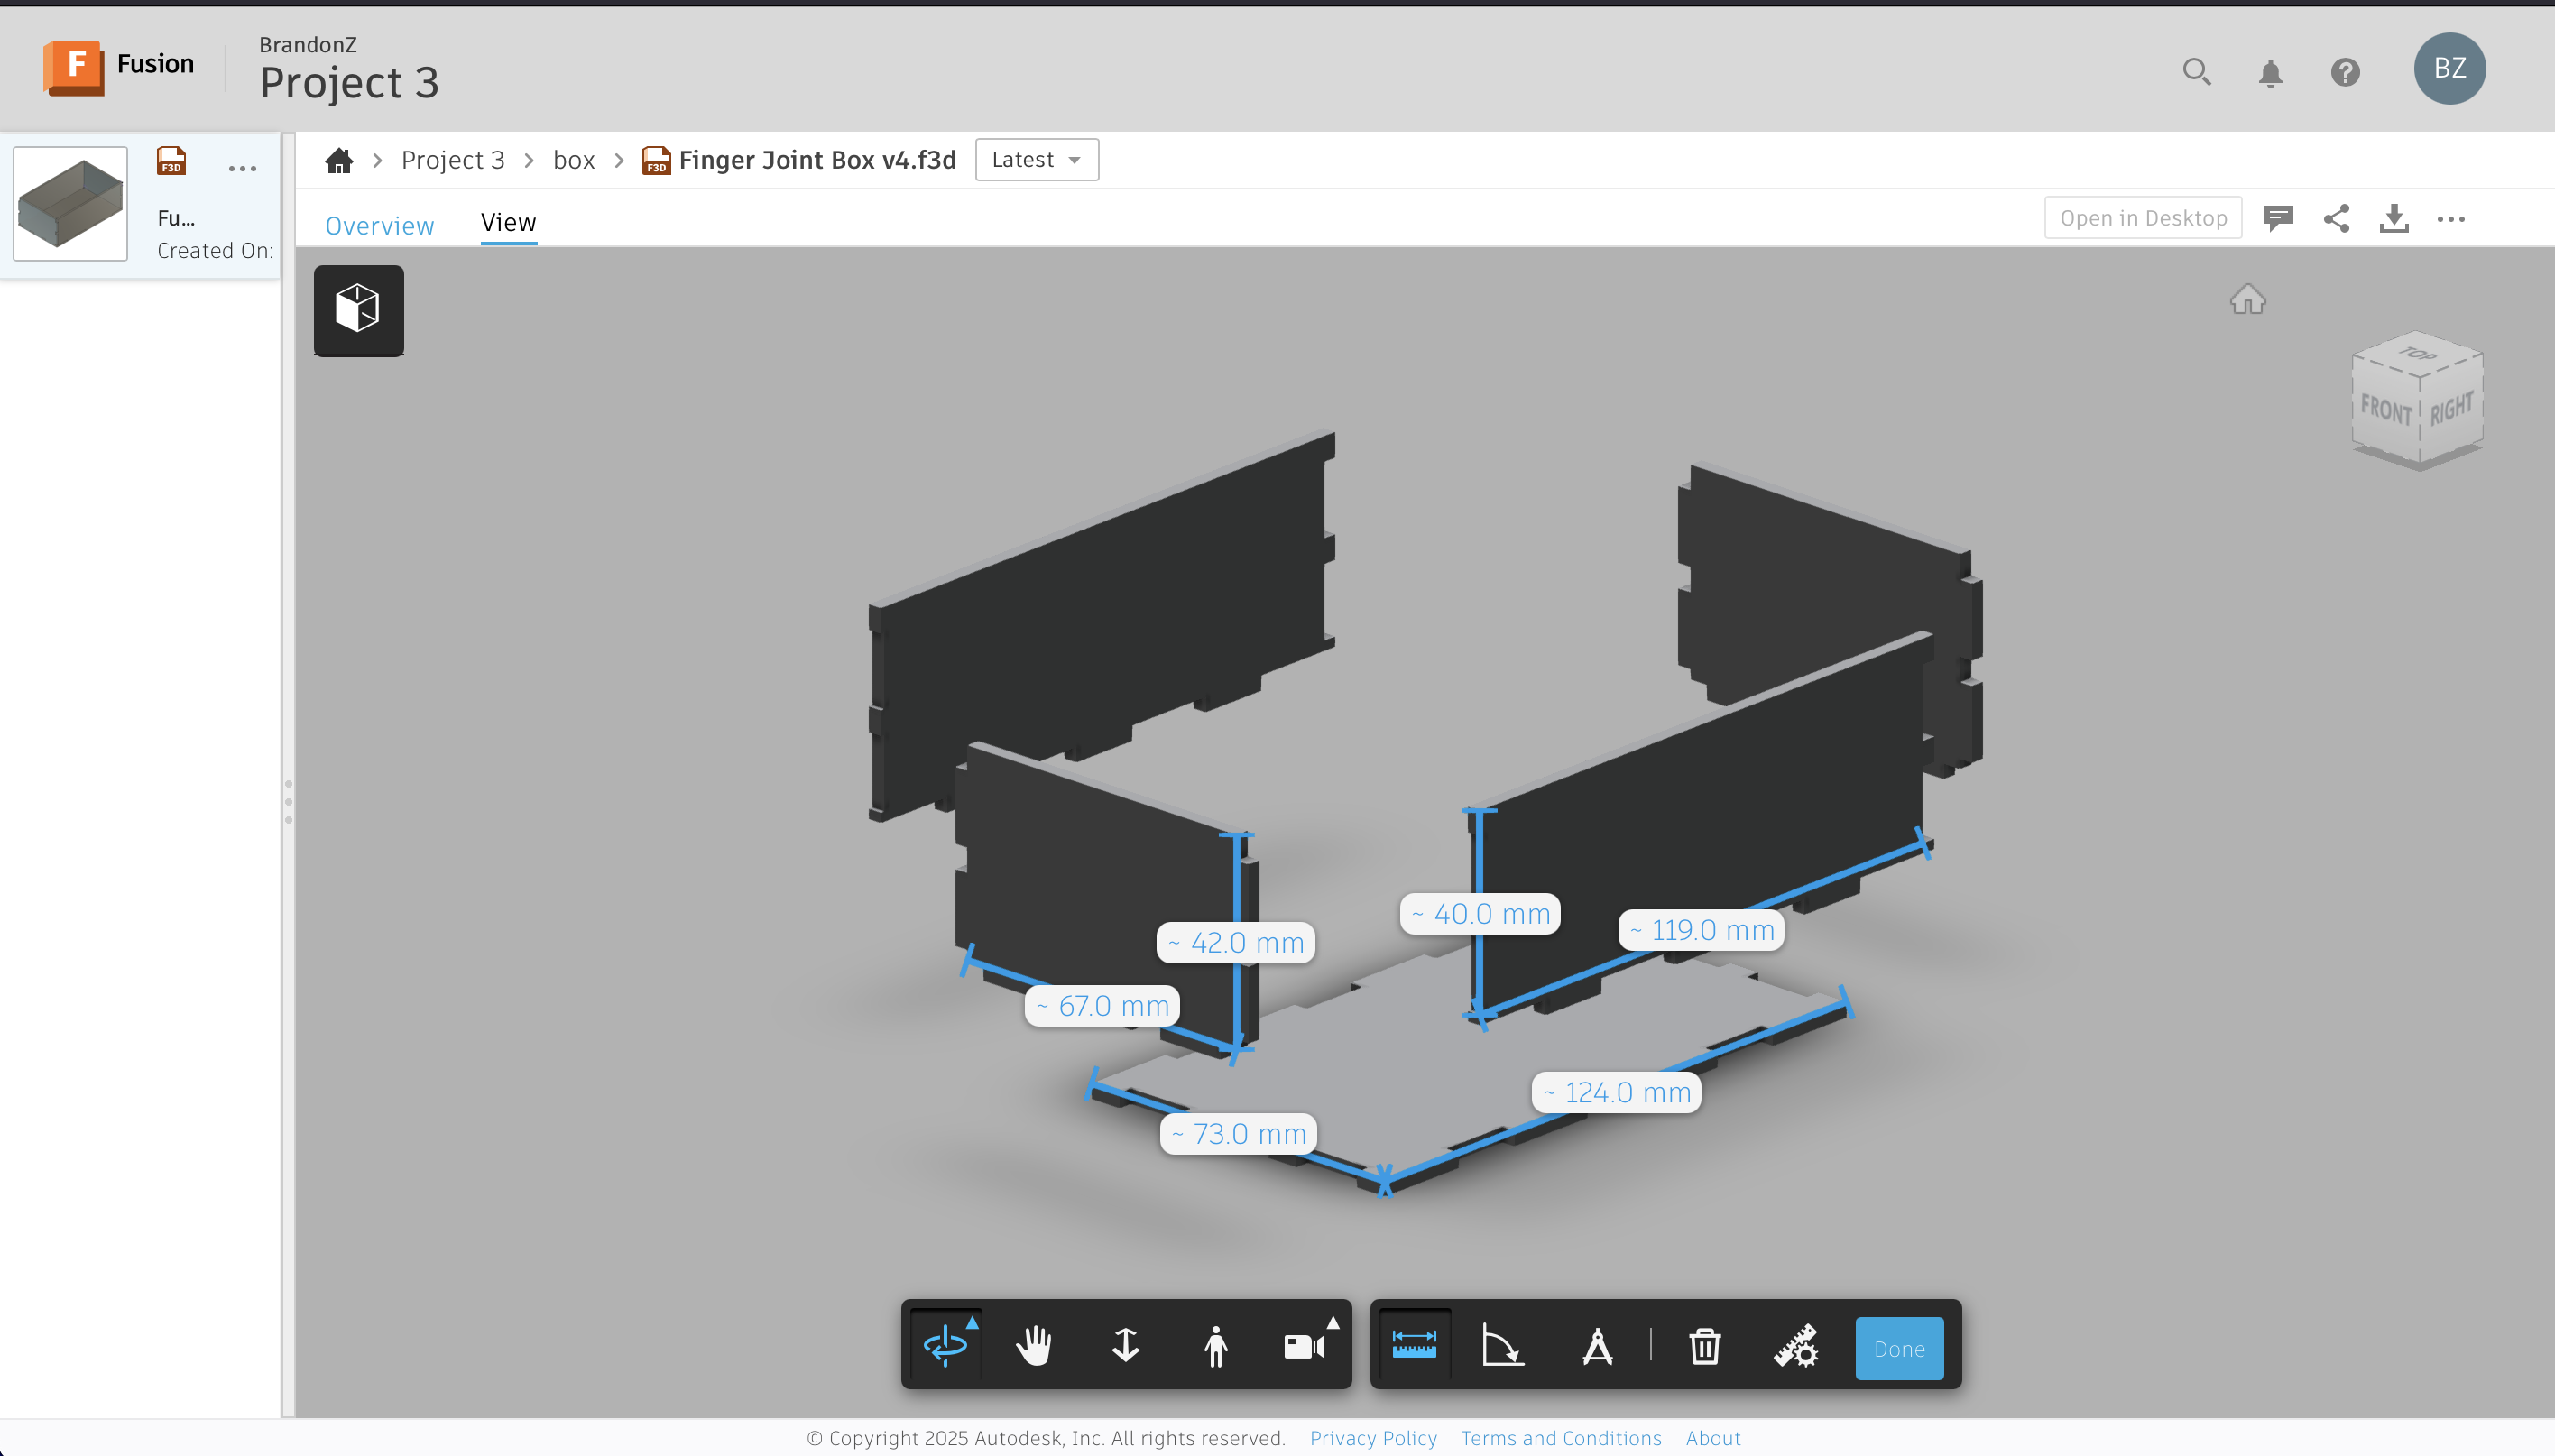 F Fusion
BrandonZ
Project 3
BZ
F3D
Fu...
Created On:
Project 3 > box > F3D Finger Joint Box v4.f3d Latest
Overview View
Open in Desktop
TOP
FRONT RIGHT
~ 40.0 mm
~ 119.0 mm
~ 42.0 mm
~ 67.0 mm
~ 124.0 mm
~ 73.0 mm
Done
© Copyright 2025 Autodesk, Inc. All rights reserved. Privacy Policy Terms and Conditions About